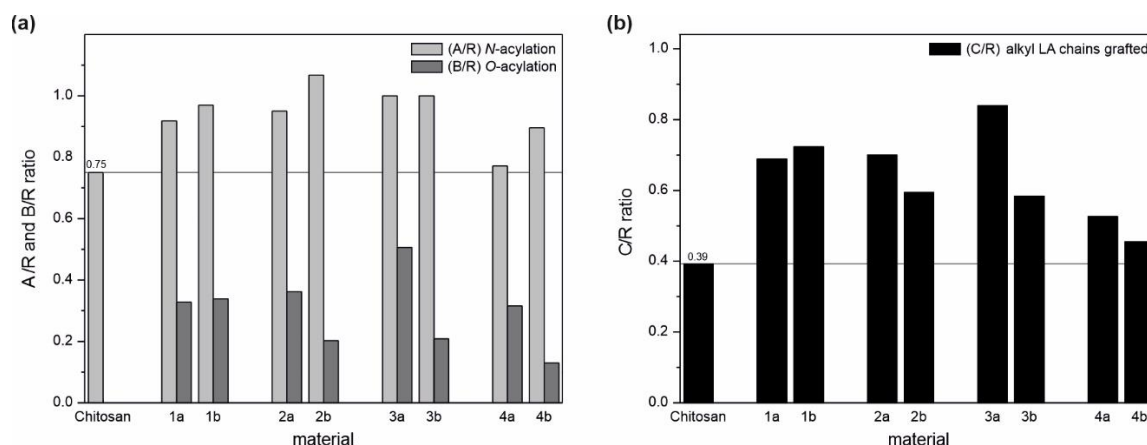 (a)
(A/R) N-acylation
(B/R) O-acylation
A/R and B/R ratio
1.0
0.8
0.75
0.6
0.4
0.2
0.0
Chitosan 1a 1b 2a 2b 3a 3b 4a 4b
material
(b)
(C/R) alkyl LA chains grafted
C/R ratio
1.0
0.8
0.6
0.4
0.39
0.2
0.0
Chitosan 1a 1b 2a 2b 3a 3b 4a 4b
material